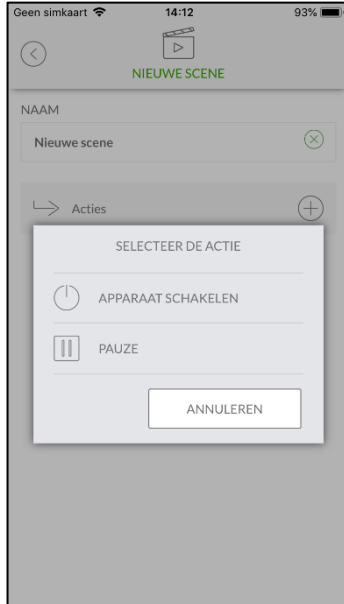 Geen simkaart 14:12 93%
NIEUWE SCENE
NAAM
Nieuwe scene
Acties
SELECTEER DE ACTIE
APPARAAT SCHAKELEN
PAUZE
ANNULEREN